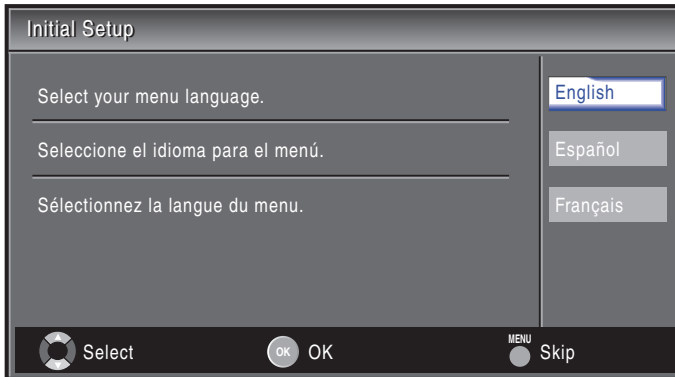 Initial Setup
Select your menu language.
English
Seleccione el idioma para el menú.
Español
Sélectionnez la langue du menu.
Français
Select
OK OK
MENU Skip